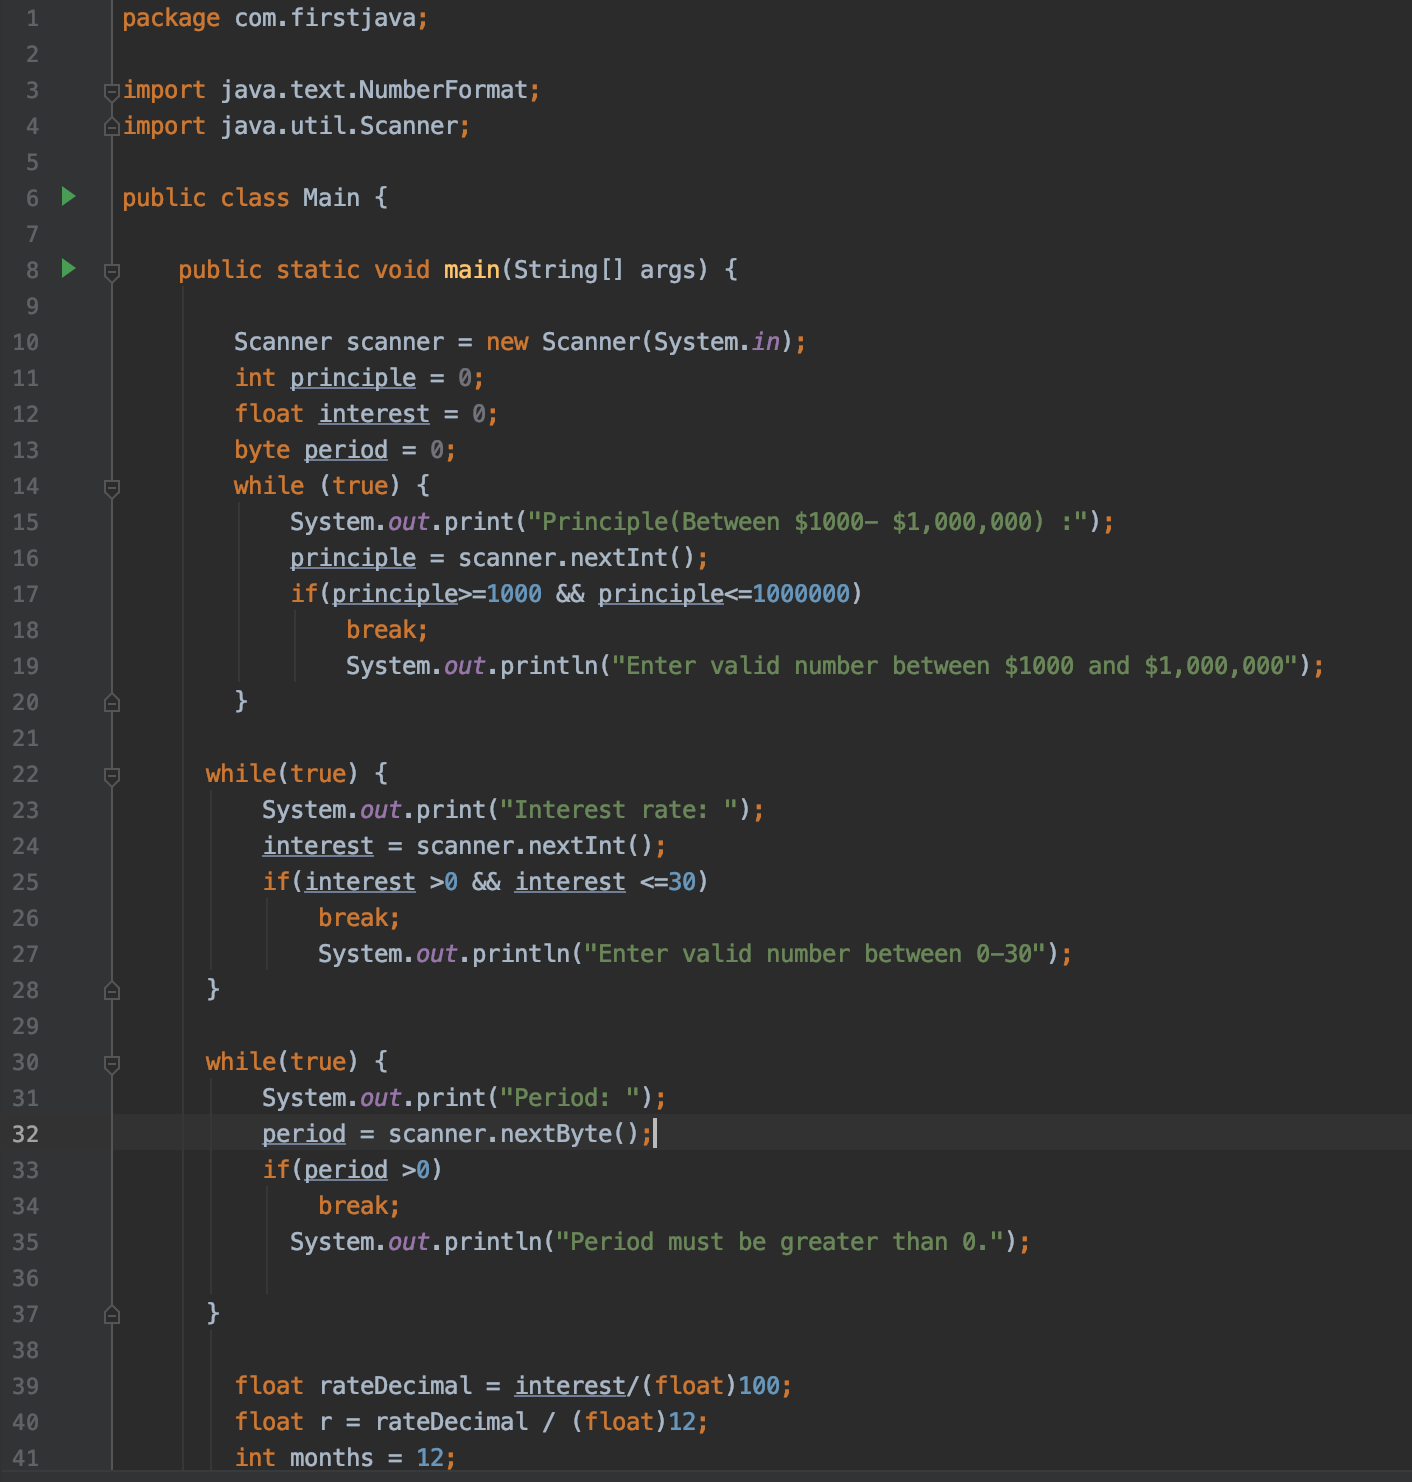 1 package com.firstjava;
2
3 import java.text.NumberFormat;
4 import java.util.Scanner;
5
6 public class Main {
7
8     public static void main(String[] args) {
9
10         Scanner scanner = new Scanner(System.in);
11         int principle = 0;
12         float interest = 0;
13         byte period = 0;
14         while (true) {
15             System.out.print("Principle(Between $1000- $1,000,000) :");
16             principle = scanner.nextInt();
17             if(principle>=1000 && principle<=1000000)
18                 break;
19                 System.out.println("Enter valid number between $1000 and $1,000,000");
20         }
21
22       while(true) {
23           System.out.print("Interest rate: ");
24           interest = scanner.nextInt();
25           if(interest >0 && interest <=30)
26               break;
27               System.out.println("Enter valid number between 0-30");
28       }
29
30       while(true) {
31           System.out.print("Period: ");
32           period = scanner.nextByte();
33           if(period >0)
34               break;
35             System.out.println("Period must be greater than 0.");
36
37       }
38
39         float rateDecimal = interest/(float)100;
40         float r = rateDecimal / (float)12;
41         int months = 12;